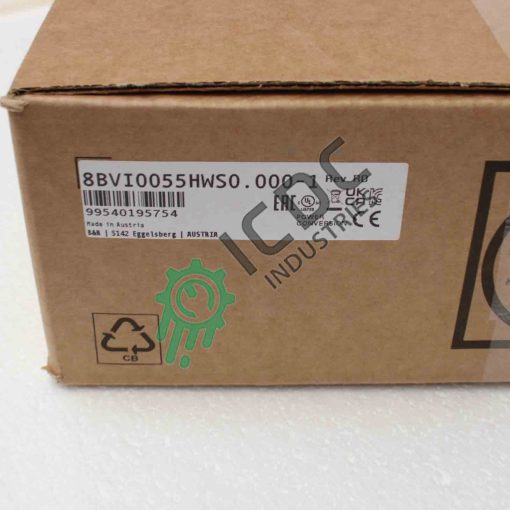 8BVI0055HWS0.000-1 Rev. D0
99540195754
EAC
UK
CA
POWER
CONVERSION
CE
Made in Austria
B&R | 5142 Eggelsberg | AUSTRIA
ICDC
INDUSTRIES
CB